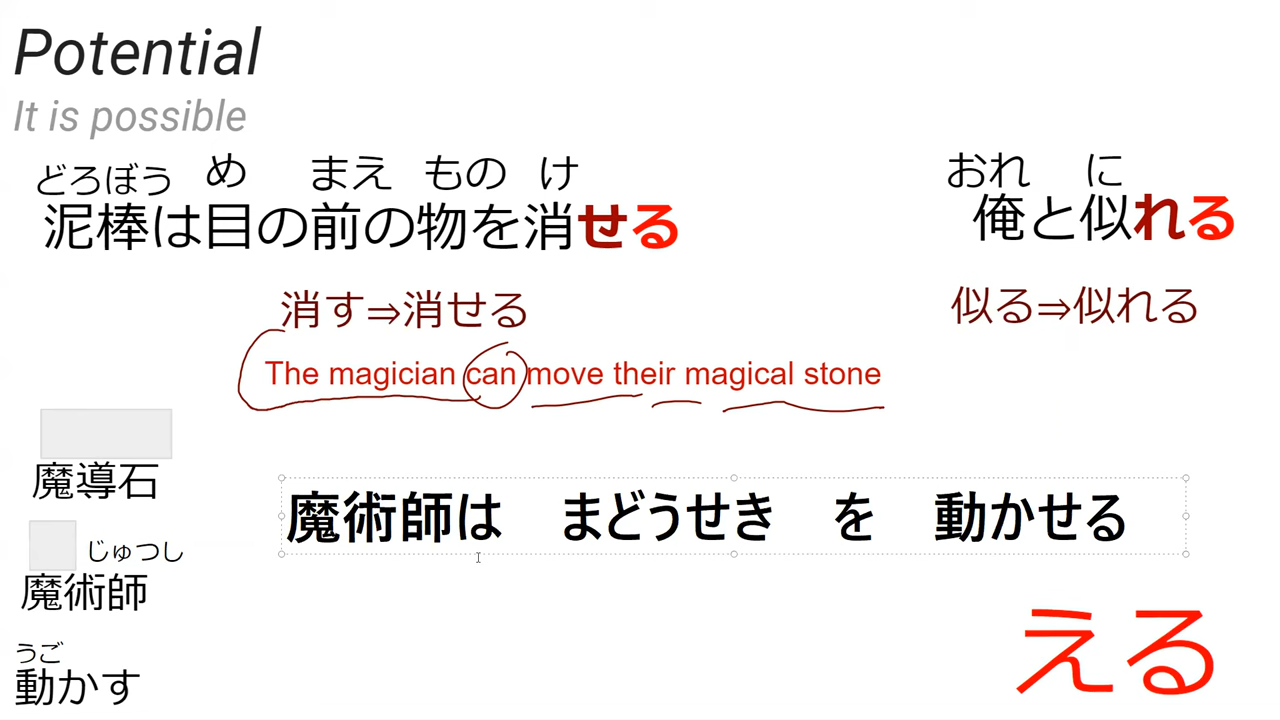 Potential
It is possible
どろぼう め まえ もの け
泥棒は目の前の物を消せる
おれ に
俺と似れる
消す⇒消せる
似る⇒似れる
The magician can move their magical stone
魔導石
魔術師は まどうせき を 動かせる
じゅつし
魔術師
うご
動かす
える